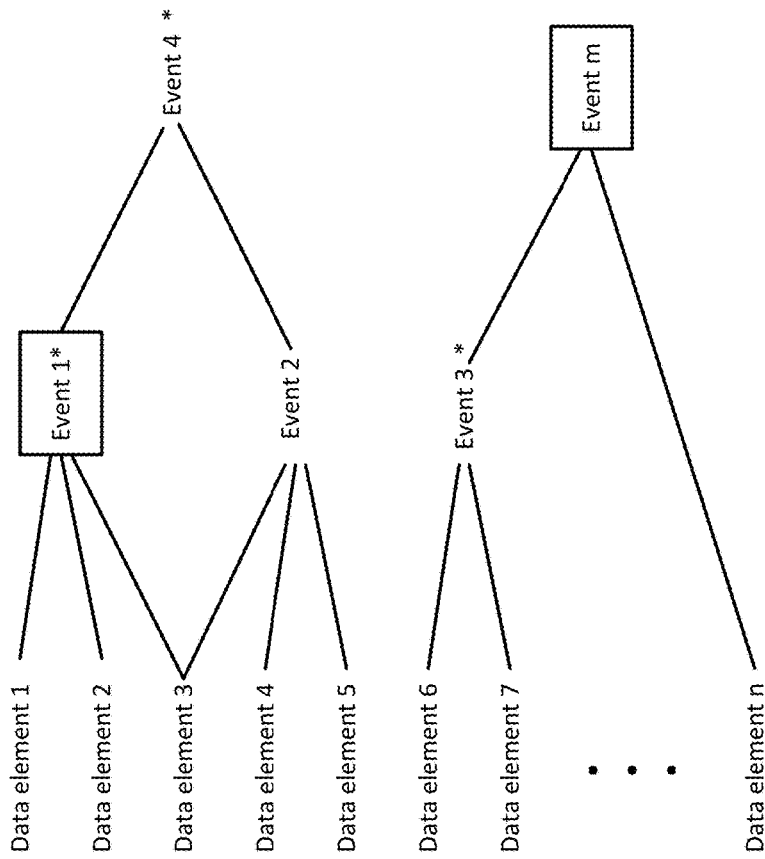 Data element 1
Data element 2
Data element 3
Data element 4
Data element 5
Data element 6
Data element 7
Data element n
Event 1*
Event 2
Event 3 *
Event 4 *
Event m